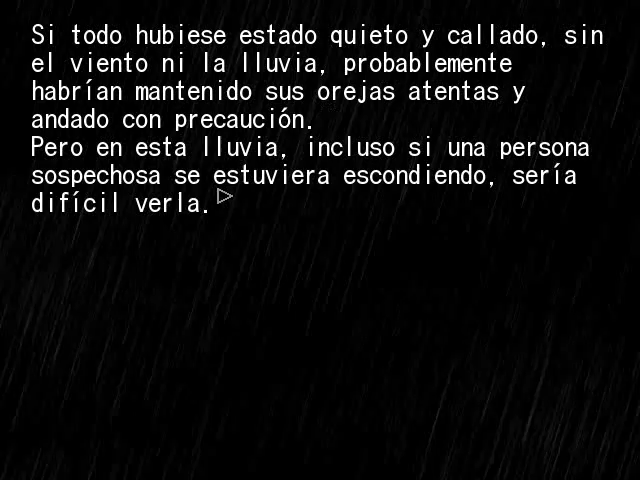 Si todo hubiese estado quieto y callado, sin
el viento ni la lluvia, probablemente
habrían mantenido sus orejas atentas y
andado con precaución.
Pero en esta lluvia, incluso si una persona
sospechosa se estuviera escondiendo, sería
difícil verla.